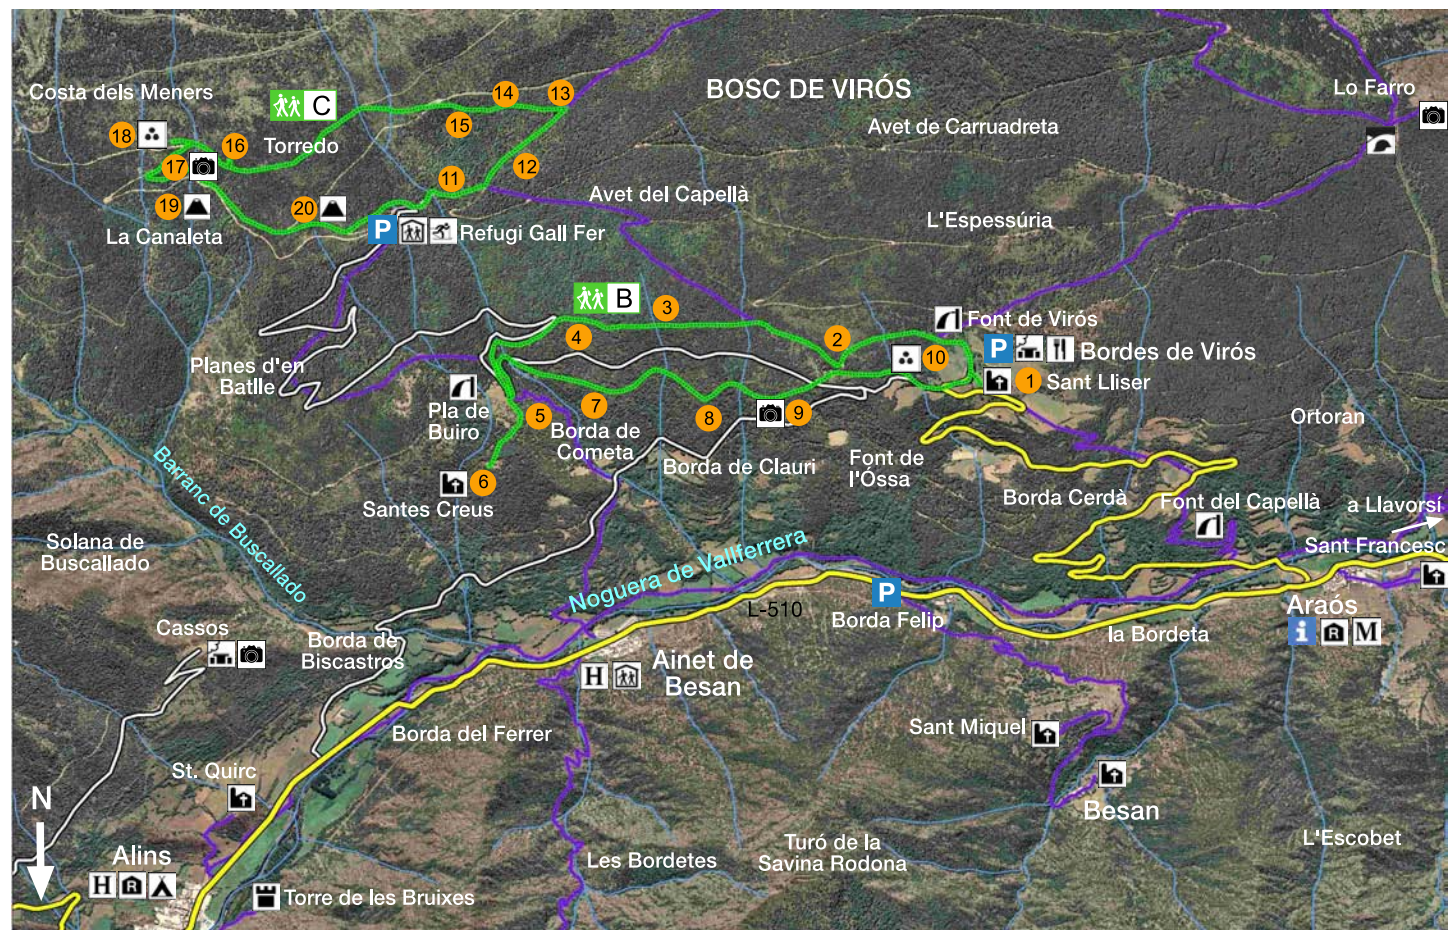 BOSC DE VIRÓS
Lo Farro
Costa dels Meners
C
14
13
18
16
15
Avet de Carruadreta
Torredo
17
12
11
Avet del Capellà
19
20
L'Espessúria
La Canaleta
P
Refugi Gall Fer
B
3
Font de Virós
4
2
P
Bordes de Virós
10
Planes d'en
Batlle
1
Sant Lliser
Pla de
Buiro
5
7
8
9
Ortoran
Borda de
Cometa
Borda de Clauri
Font de
l'Óssa
6
Santes Creus
Borda Cerdà
Font del Capellà
a Llavorsí
Barranc de Buscallado
Solana de
Buscallado
Sant Francesc
Noguera de Vallferrera
L-510
P
Borda Felip
Araós
i
R
M
la Bordeta
Cassos
Borda de
Biscastros
Ainet de
Besan
H
Sant Miquel
Borda del Ferrer
St. Quirc
Besan
N
Turó de la
Savina Rodona
L'Escobet
Alins
Les Bordetes
H
R
Torre de les Bruixes